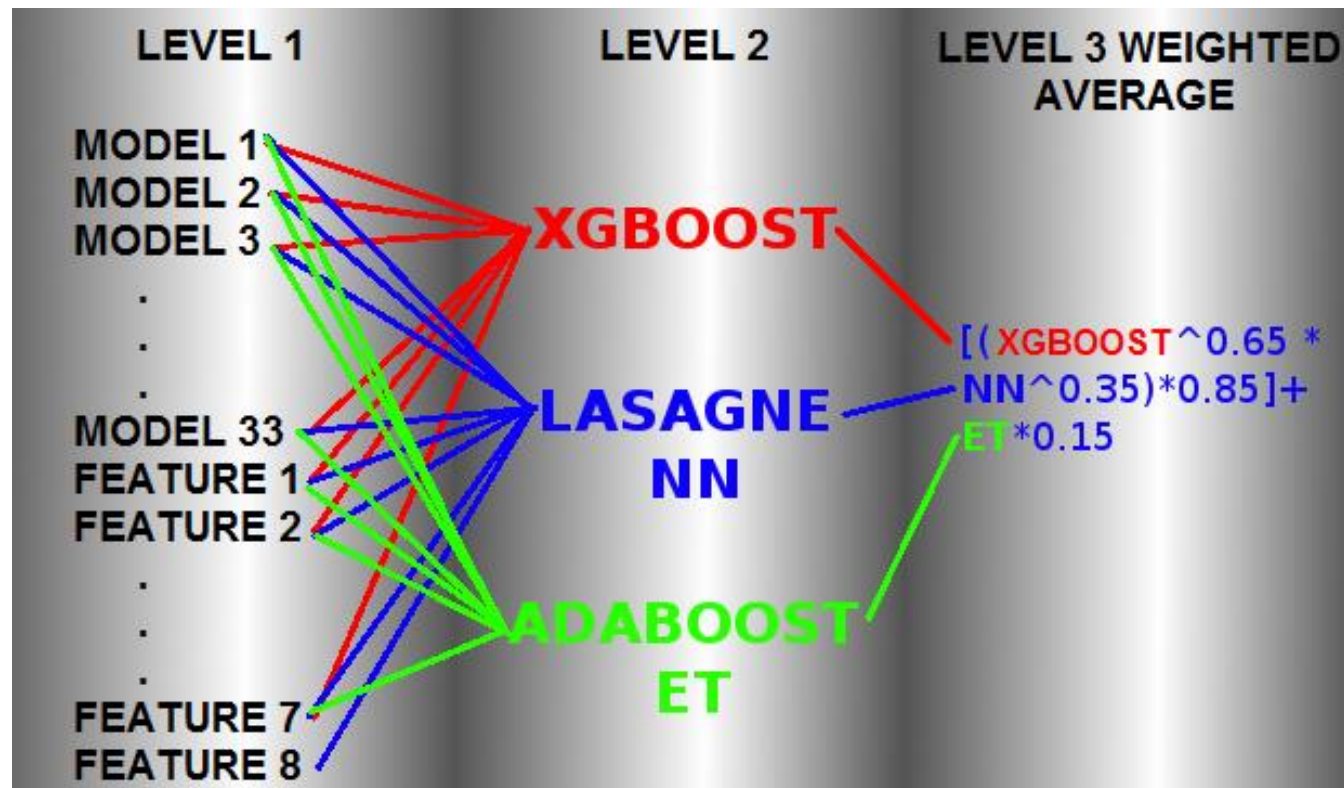 LEVEL 1
MODEL 1
MODEL 2
MODEL 3
.
.
.
MODEL 33
FEATURE 1
FEATURE 2
.
.
.
FEATURE 7
FEATURE 8
LEVEL 2
XGBOOST
LASAGNE
NN
ADABOOST
ET
LEVEL 3 WEIGHTED
AVERAGE
[(XGBOOST^0.65 *
NN^0.35)*0.85]+
ET*0.15